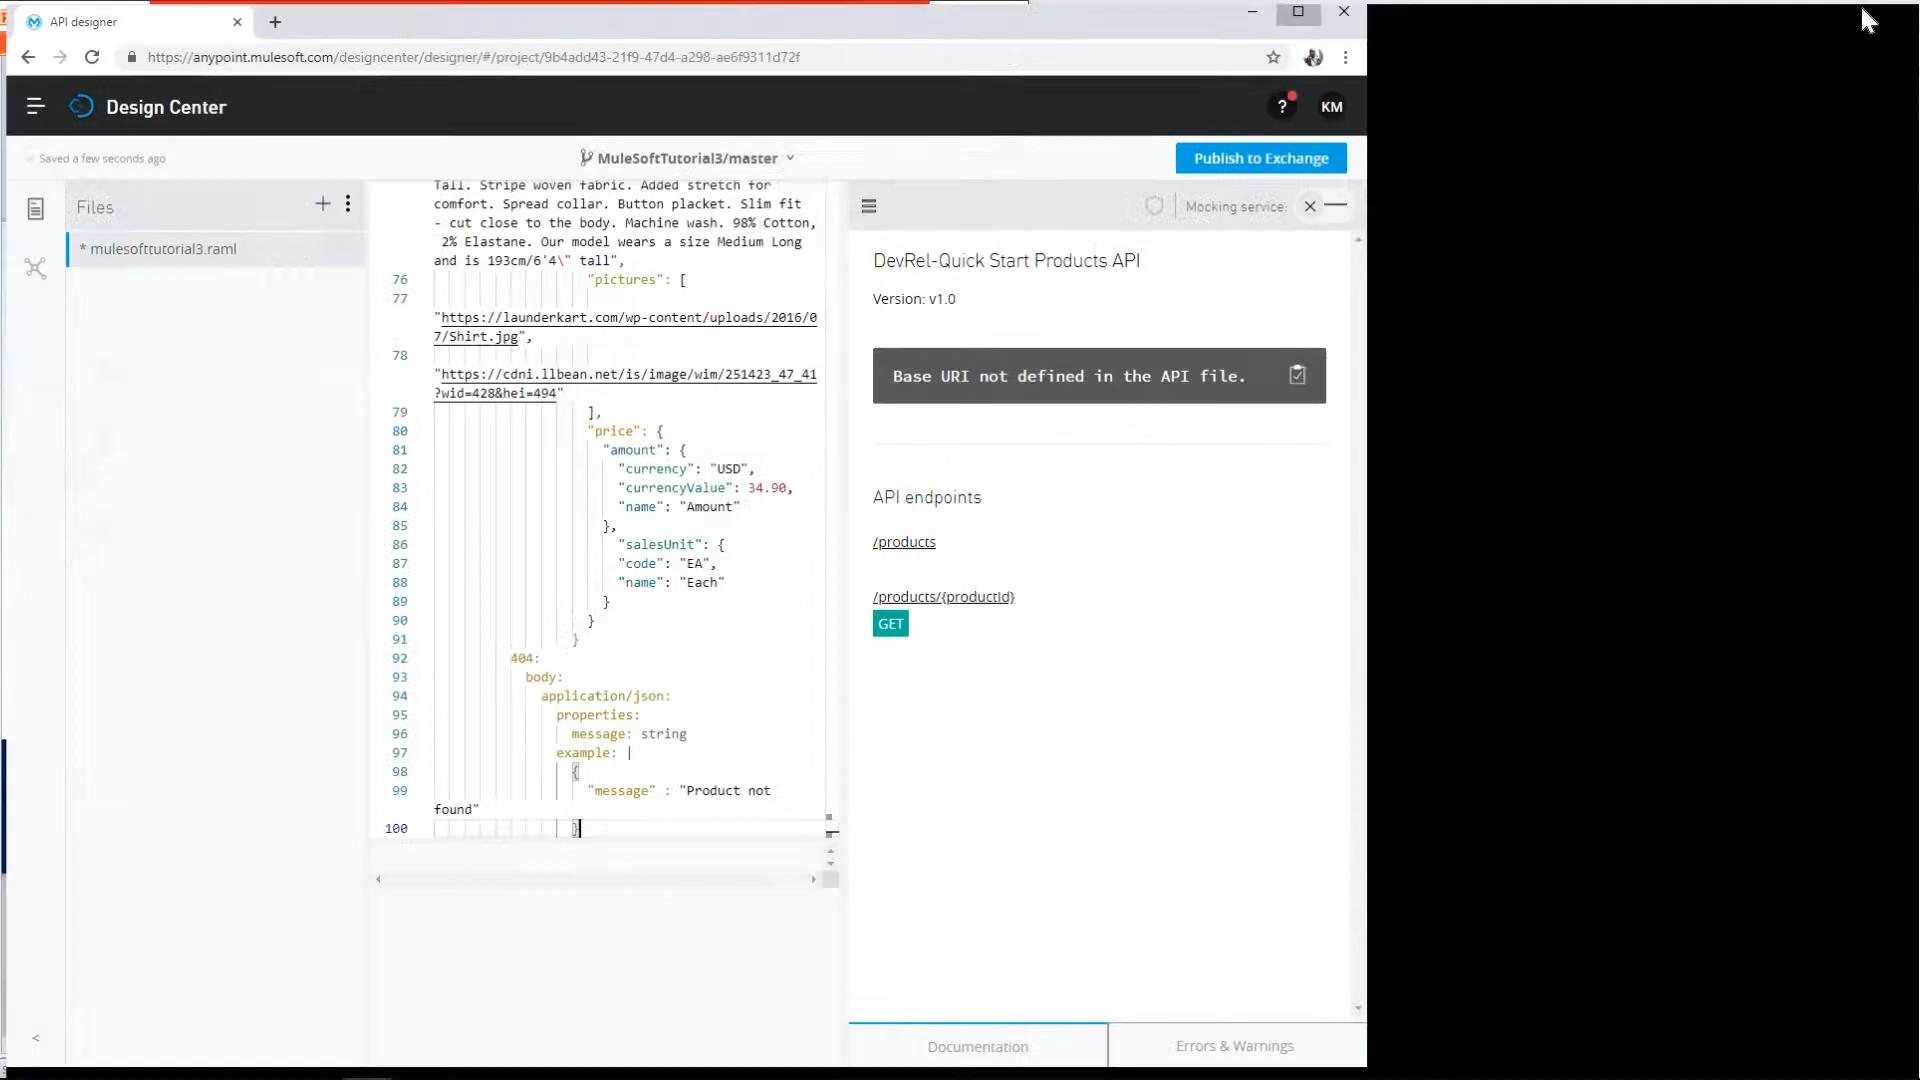 API designer
https://anypoint.mulesoft.com/designcenter/designer/#/project/9b4add43-21f9-47d4-a298-ae6f9311d72f
Design Center
?
KM
Saved a few seconds ago
MuleSoftTutorial3/master
Publish to Exchange
Files
* mulesofttutorial3.raml
Tall. Stripe woven fabric. Added stretch for
comfort. Spread collar. Button placket. Slim fit
- cut close to the body. Machine wash. 98% Cotton,
2% Elastane. Our model wears a size Medium Long
and is 193cm/6'4\" tall",
76 "pictures": [
77
"https://launderkart.com/wp-content/uploads/2016/0
7/Shirt.jpg",
78
"https://cdni.llbean.net/is/image/wim/251423_47_41
?wid=428&hei=494"
79 ],
80 "price": {
81 "amount": {
82 "currency": "USD",
83 "currencyValue": 34.90,
84 "name": "Amount"
85 },
86 "salesUnit": {
87 "code": "EA",
88 "name": "Each"
89 }
90 }
91 }
92 404:
93 body:
94 application/json:
95 properties:
96 message: string
97 example: |
98 {
99 "message" : "Product not
found"
100 }
Mocking service:
DevRel-Quick Start Products API
Version: v1.0
Base URI not defined in the API file.
API endpoints
/products
/products/{productId}
GET
Documentation
Errors & Warnings